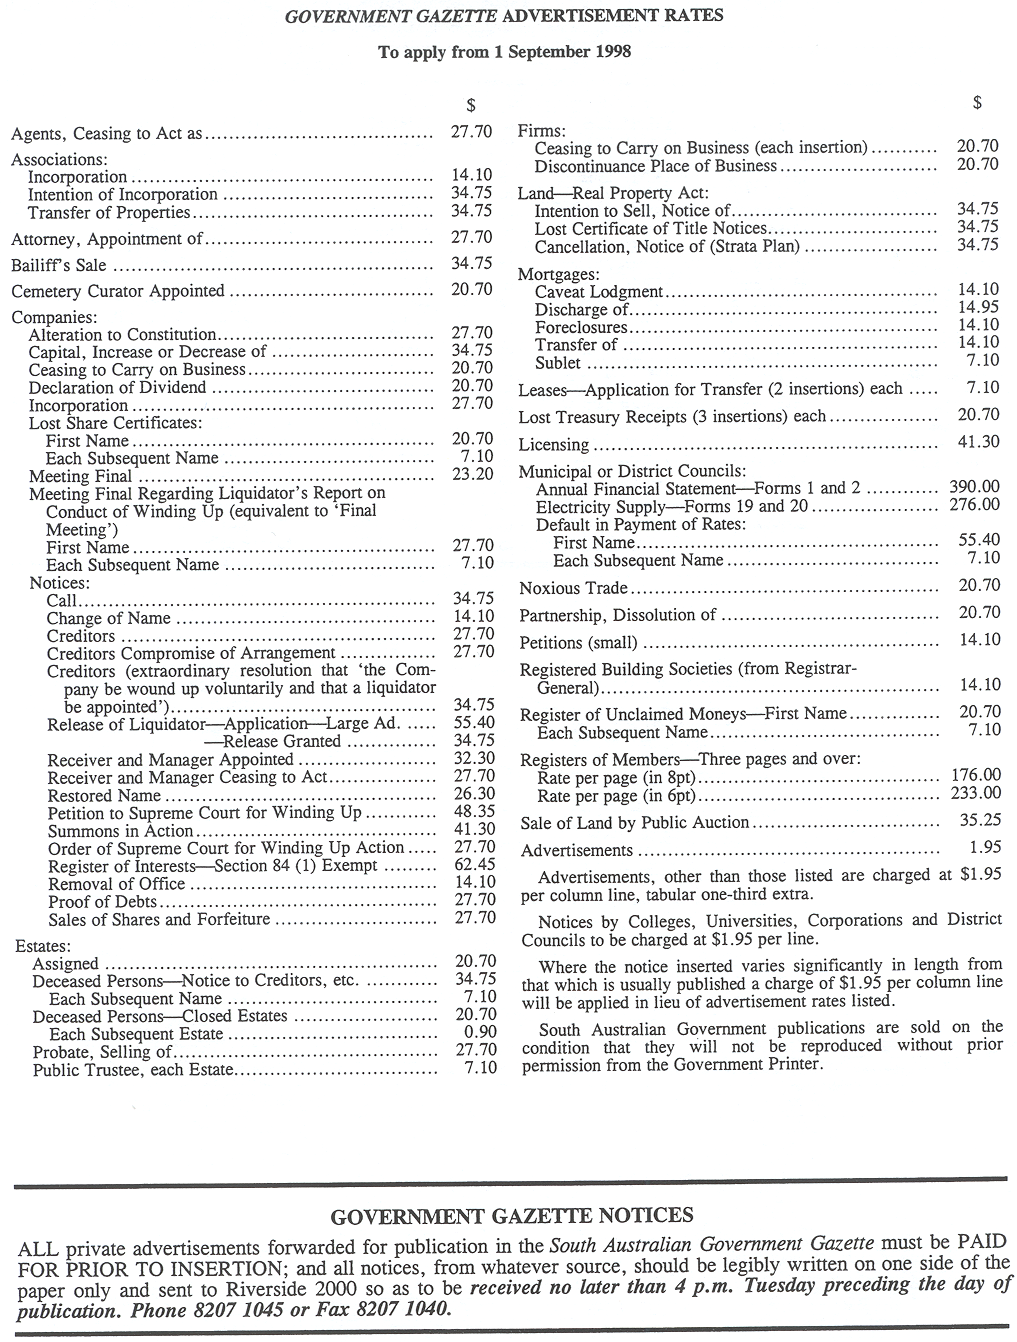 GOVERNMENT GAZETTE ADVERTISEMENT RATES
To apply from 1 September 1998
$
Agents, Ceasing to Act as.................................... 27.70
Associations:
Incorporation ................................................ 14.10
Intention of Incorporation ................................. 34.75
Transfer of Properties...................................... 34.75
Attorney, Appointment of.................................... 27.70
Bailiff's Sale .................................................. 34.75
Cemetery Curator Appointed ................................ 20.70
Companies:
Alteration to Constitution.................................. 27.70
Capital, Increase or Decrease of ......................... 34.75
Ceasing to Carry on Business............................. 20.70
Declaration of Dividend ................................... 20.70
Incorporation ................................................ 27.70
Lost Share Certificates:
First Name ................................................ 20.70
Each Subsequent Name ................................. 7.10
Meeting Final ............................................... 23.20
Meeting Final Regarding Liquidator's Report on
Conduct of Winding Up (equivalent to ‘Final
Meeting’)
First Name ................................................ 27.70
Each Subsequent Name ................................. 7.10
Notices:
Call......................................................... 34.75
Change of Name ......................................... 14.10
Creditors .................................................. 27.70
Creditors Compromise of Arrangement .............. 27.70
Creditors (extraordinary resolution that ‘the Com-
pany be wound up voluntarily and that a liquidator
be appointed’).......................................... 34.75
Release of Liquidator—Application—Large Ad. ..... 55.40
—Release Granted .............. 34.75
Receiver and Manager Appointed ..................... 32.30
Receiver and Manager Ceasing to Act................. 27.70
Restored Name ........................................... 26.30
Petition to Supreme Court for Winding Up ........... 48.35
Summons in Action...................................... 41.30
Order of Supreme Court for Winding Up Action ..... 27.70
Register of Interests—Section 84 (1) Exempt ......... 62.45
Removal of Office ....................................... 14.10
Proof of Debts............................................ 27.70
Sales of Shares and Forfeiture ......................... 27.70
Estates:
Assigned ..................................................... 20.70
Deceased Persons—Notice to Creditors, etc. ............ 34.75
Each Subsequent Name ................................. 7.10
Deceased Persons—Closed Estates ....................... 20.70
Each Subsequent Estate ................................. 0.90
Probate, Selling of.......................................... 27.70
Public Trustee, each Estate................................. 7.10
$
Firms:
Ceasing to Carry on Business (each insertion) ........... 20.70
Discontinuance Place of Business.......................... 20.70
Land—Real Property Act:
Intention to Sell, Notice of.................................. 34.75
Lost Certificate of Title Notices............................ 34.75
Cancellation, Notice of (Strata Plan) ...................... 34.75
Mortgages:
Caveat Lodgment............................................. 14.10
Discharge of................................................... 14.95
Foreclosures................................................... 14.10
Transfer of .................................................... 14.10
Sublet .......................................................... 7.10
Leases—Application for Transfer (2 insertions) each ..... 7.10
Lost Treasury Receipts (3 insertions) each.................. 20.70
Licensing .......................................................... 41.30
Municipal or District Councils:
Annual Financial Statement—Forms 1 and 2 ............ 390.00
Electricity Supply—Forms 19 and 20..................... 276.00
Default in Payment of Rates:
First Name.................................................. 55.40
Each Subsequent Name ................................... 7.10
Noxious Trade................................................... 20.70
Partnership, Dissolution of .................................... 20.70
Petitions (small) ................................................. 14.10
Registered Building Societies (from Registrar-
General)........................................................ 14.10
Register of Unclaimed Moneys—First Name............... 20.70
Each Subsequent Name...................................... 7.10
Registers of Members—Three pages and over:
Rate per page (in 8pt)........................................ 176.00
Rate per page (in 6pt)........................................ 233.00
Sale of Land by Public Auction............................... 35.25
Advertisements .................................................. 1.95
Advertisements, other than those listed are charged at $1.95
per column line, tabular one-third extra.
Notices by Colleges, Universities, Corporations and District
Councils to be charged at $1.95 per line.
Where the notice inserted varies significantly in length from
that which is usually published a charge of $1.95 per column line
will be applied in lieu of advertisement rates listed.
South Australian Government publications are sold on the
condition that they will not be reproduced without prior
permission from the Government Printer.
GOVERNMENT GAZETTE NOTICES
ALL private advertisements forwarded for publication in the South Australian Government Gazette must be PAID
FOR PRIOR TO INSERTION; and all notices, from whatever source, should be legibly written on one side of the
paper only and sent to Riverside 2000 so as to be received no later than 4 p.m. Tuesday preceding the day of
publication. Phone 8207 1045 or Fax 8207 1040.